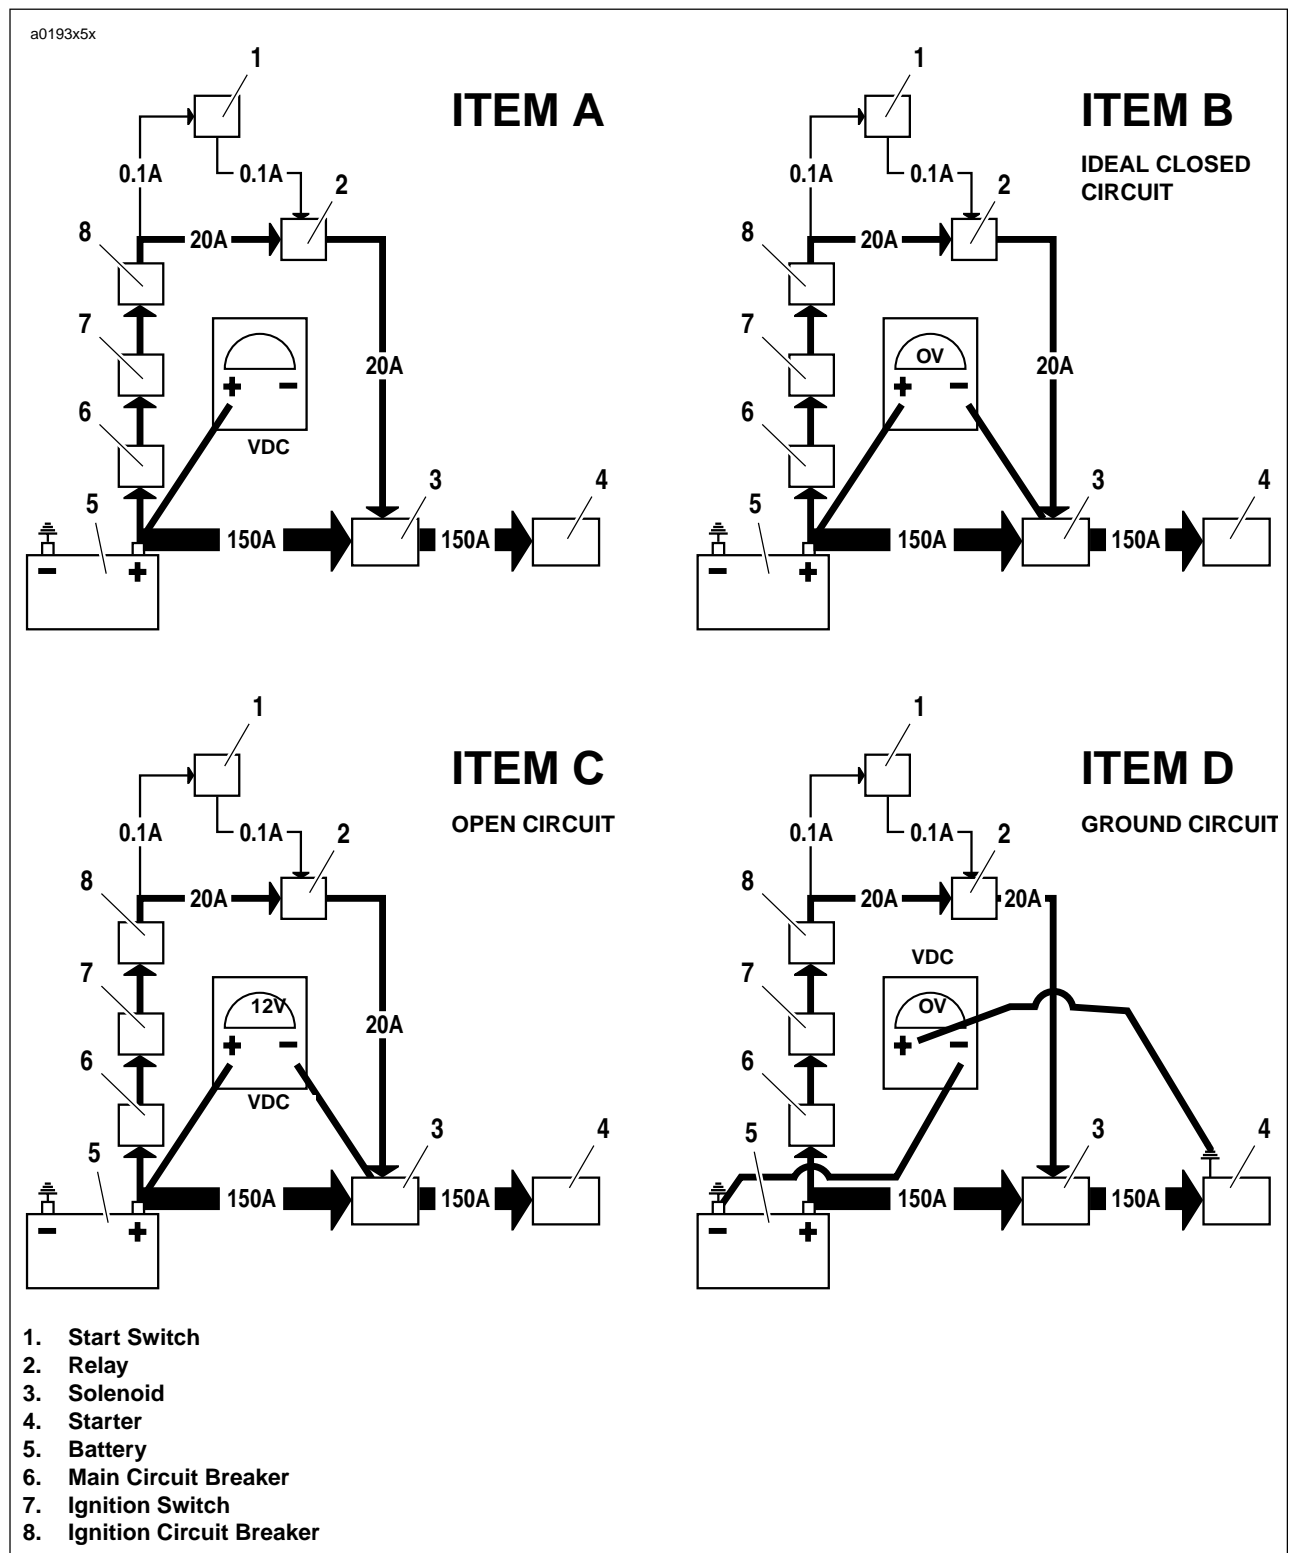 a0193x5x
1
ITEM A
0.1A
0.1A
2
8
20A
7
20A
+ −
VDC
6
5
3
4
150A
150A
− +
1
ITEM B
IDEAL CLOSED
CIRCUIT
0.1A
0.1A
2
8
20A
7
OV
20A
+ −
6
5
3
4
150A
150A
− +
1
ITEM C
OPEN CIRCUIT
0.1A
0.1A
2
8
20A
7
12V
20A
+ −
VDC
6
5
3
4
150A
150A
− +
1
ITEM D
GROUND CIRCUIT
0.1A
0.1A
2
8
20A
20A
VDC
7
OV
+ −
6
5
3
4
150A
150A
− +
1. Start Switch
2. Relay
3. Solenoid
4. Starter
5. Battery
6. Main Circuit Breaker
7. Ignition Switch
8. Ignition Circuit Breaker